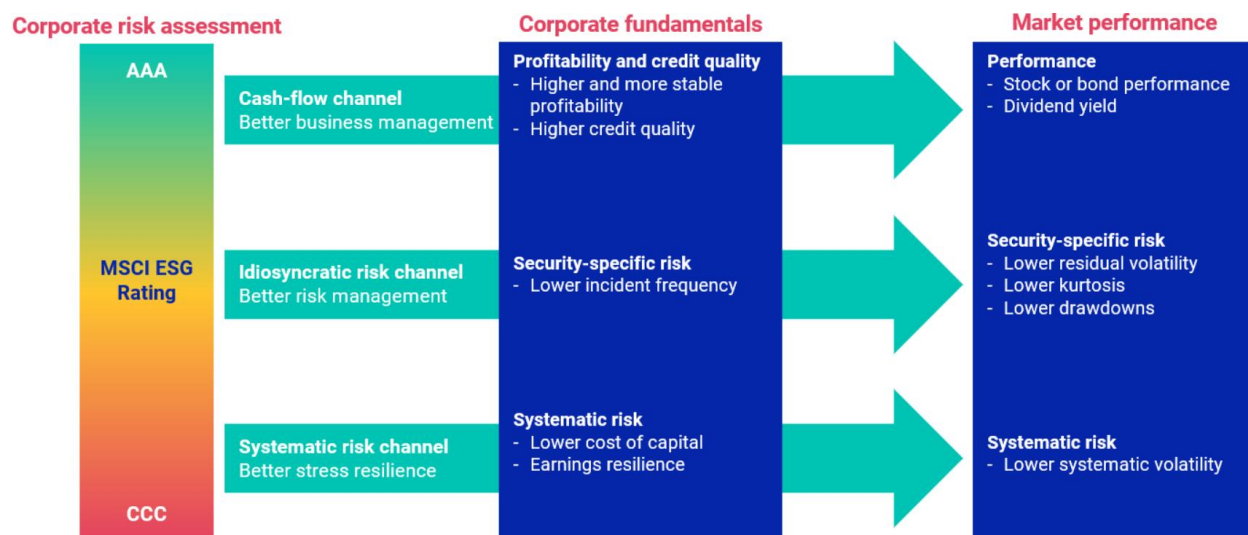 Corporate risk assessment
Corporate fundamentals
Market performance
AAA
MSCI ESG
Rating
CCC
Cash-flow channel
Better business management
Profitability and credit quality
- Higher and more stable
profitability
- Higher credit quality
Performance
- Stock or bond performance
- Dividend yield
Idiosyncratic risk channel
Better risk management
Security-specific risk
- Lower incident frequency
Security-specific risk
- Lower residual volatility
- Lower kurtosis
- Lower drawdowns
Systematic risk channel
Better stress resilience
Systematic risk
- Lower cost of capital
- Earnings resilience
Systematic risk
- Lower systematic volatility